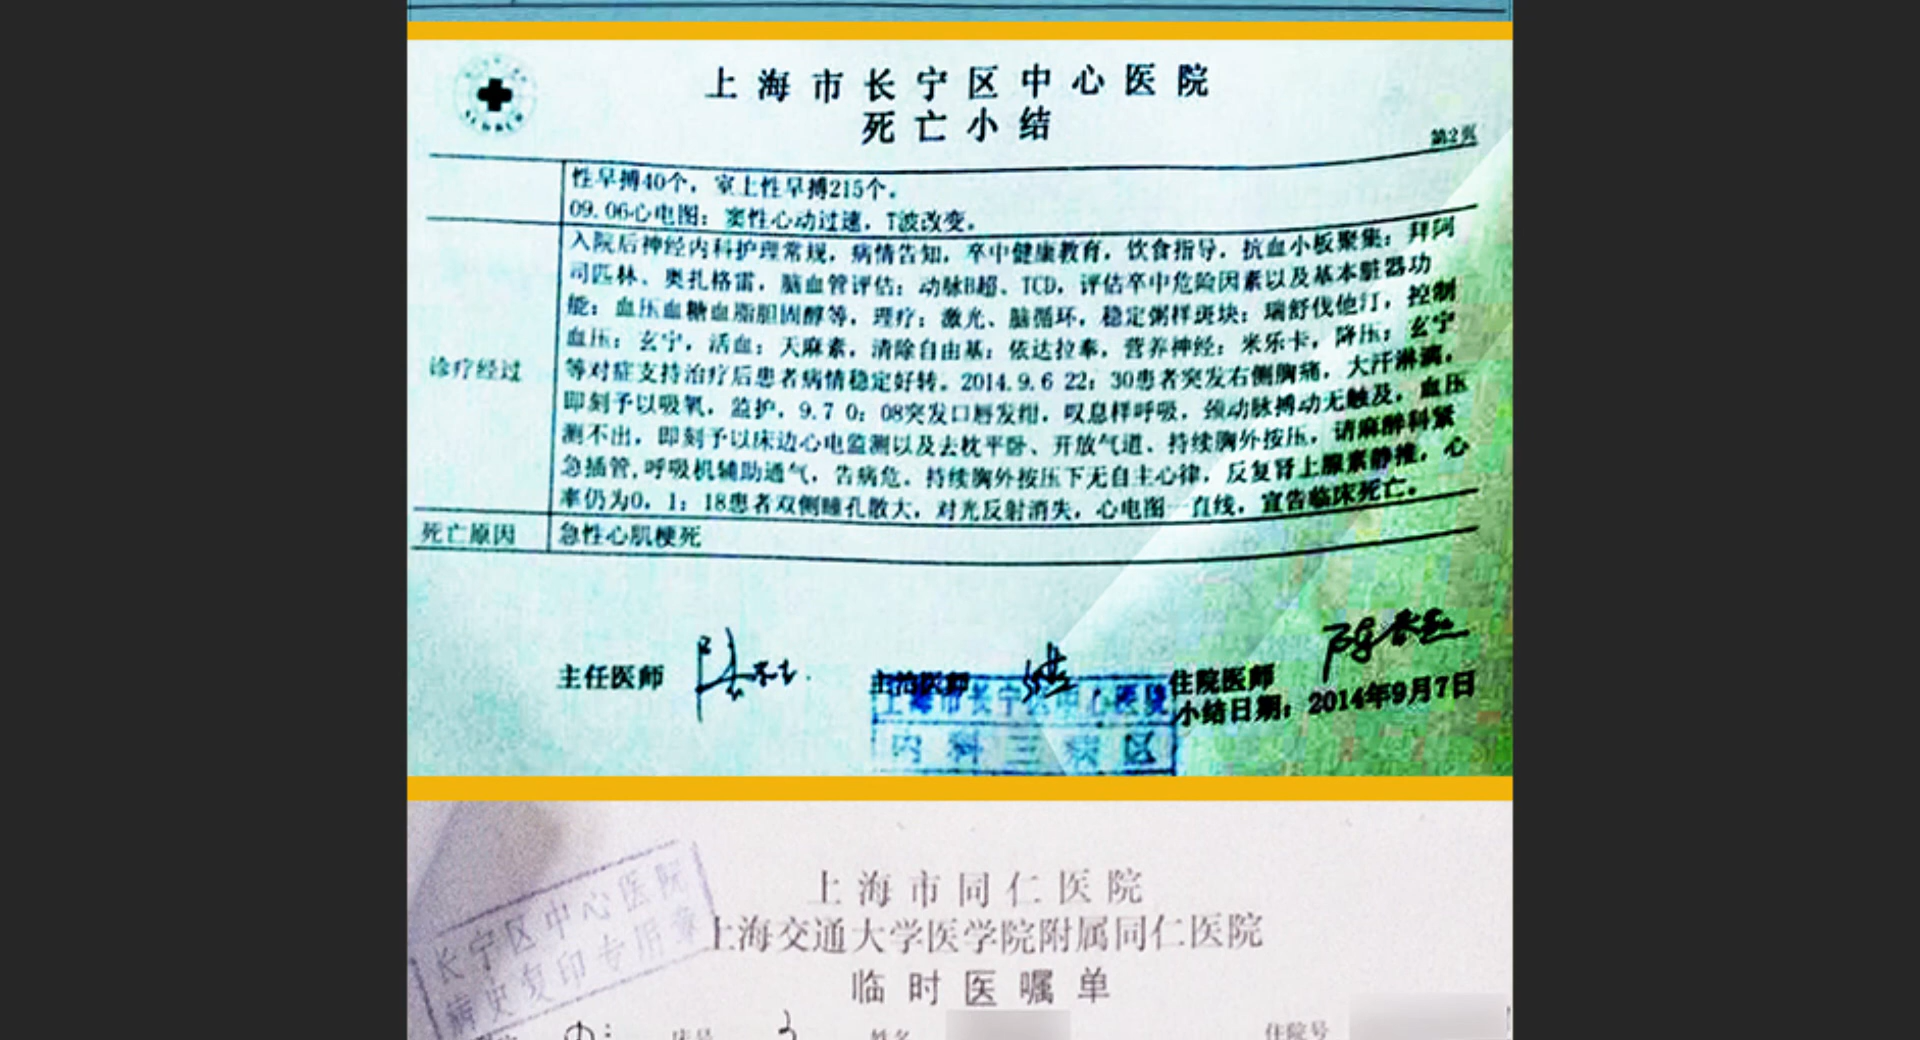 上海市长宁区中心医院
死亡小结
第2页
性早搏40个，室上性早搏215个。
09.06心电图：窦性心动过速，T波改变。
诊疗经过
入院后神经内科护理常规，病情告知，卒中健康教育，饮食指导，抗血小板聚集：拜阿
司匹林、奥扎格雷，脑血管评估：动脉B超、TCD，评估卒中危险因素以及基本脏器功
能：血压血糖血脂胆固醇等，理疗：激光、脑循环，稳定粥样斑块：瑞舒伐他汀，控制
血压：玄宁，活血：天麻素，清除自由基：依达拉奉，营养神经：米乐卡，降压：玄宁
等对症支持治疗后患者病情稳定好转。2014.9.6 22：30患者突发右侧胸痛，大汗淋漓，
即刻予以吸氧，监护，9.7 0：08突发口唇发绀，叹息样呼吸，颈动脉搏动无触及，血压
测不出，即刻予以床边心电监测以及去枕平卧、开放气道、持续胸外按压，请麻醉科紧
急插管,呼吸机辅助通气，告病危，持续胸外按压下无自主心律，反复肾上腺素静推，心
率仍为0，1：18患者双侧瞳孔散大，对光反射消失，心电图一直线，宣告临床死亡。
死亡原因
急性心肌梗死
主任医师
主治医师
住院医师
小结日期：2014年9月7日
上海市长宁区中心医院
内科三病区
长宁区中心医院
病史复印专用章
上海市同仁医院
上海交通大学医学院附属同仁医院
临时医嘱单
床号 3 姓名 住院号